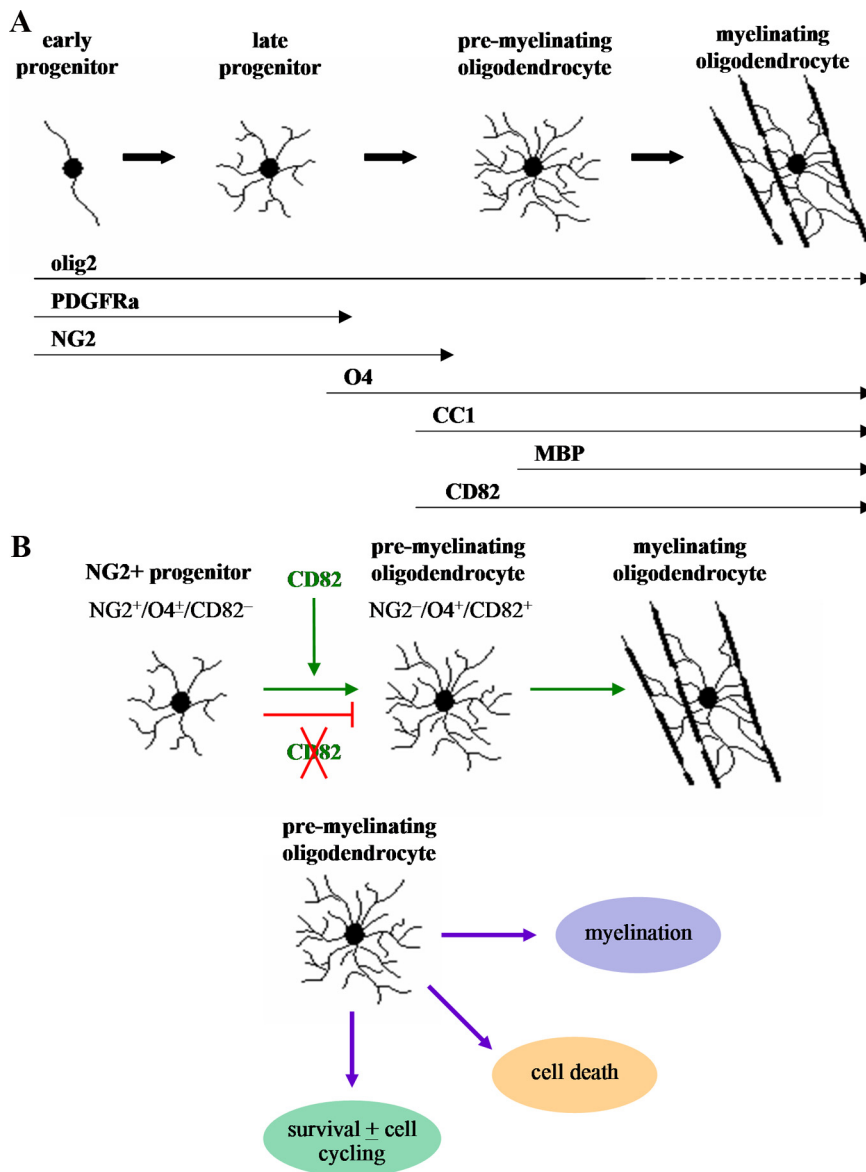 A
early
progenitor
late
progenitor
pre-myelinating
oligodendrocyte
myelinating
oligodendrocyte
olig2
PDGFRa
NG2
O4
CC1
MBP
CD82
B
NG2+ progenitor
NG2⁺/O4±/CD82⁻
CD82
CD82
pre-myelinating
oligodendrocyte
NG2⁻/O4⁺/CD82⁺
myelinating
oligodendrocyte
pre-myelinating
oligodendrocyte
myelination
cell death
survival ± cell
cycling